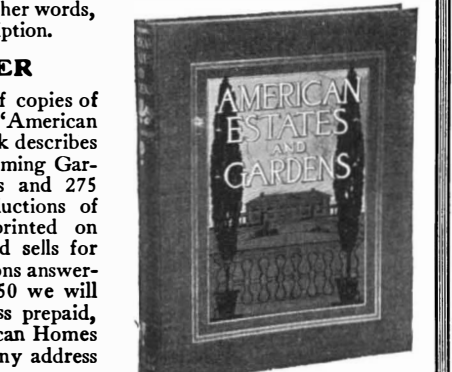 her words,
ption.
ER
f copies of
‘American
k describes
ming Gar-
s and 275
uctions of
rinted on
d sells for
ons answer-
50 we will
ss prepaid,
can Homes
ny address
AMERICAN
ESTATES
AND
GARDENS